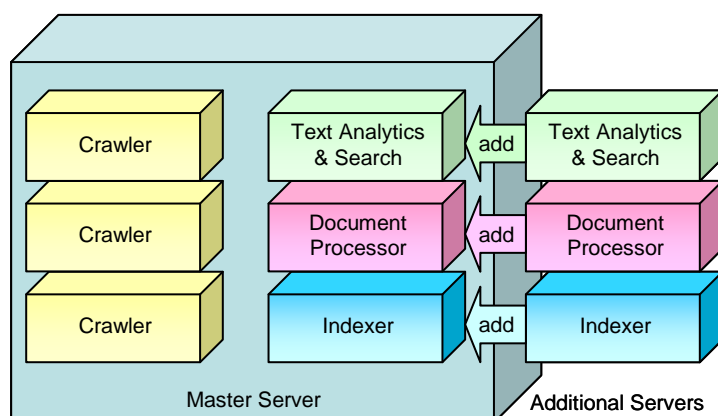 Crawler
Text Analytics
& Search
add
Text Analytics
& Search
Crawler
Document
Processor
add
Document
Processor
Crawler
Indexer
add
Indexer
Master Server
Additional Servers